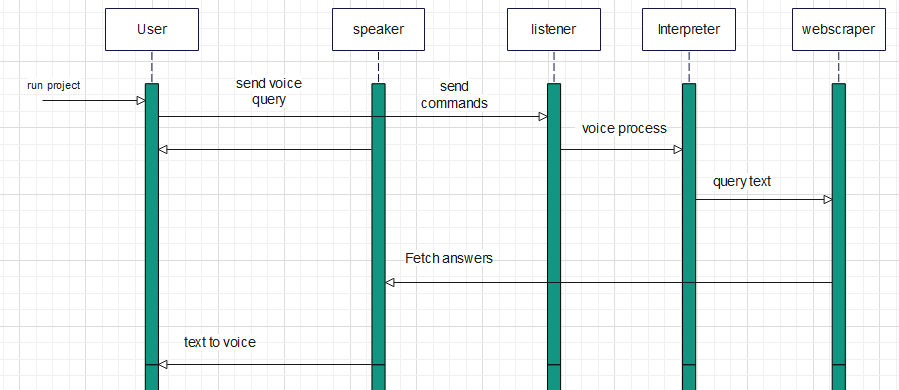 User
speaker
listener
Interpreter
webscraper
run project
send voice
query
send
commands
voice process
query text
Fetch answers
text to voice